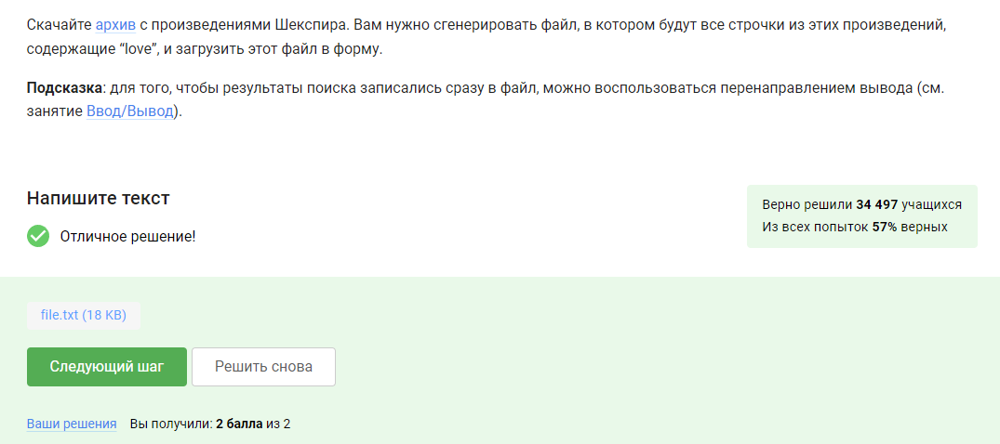 Скачайте архив с произведениями Шекспира. Вам нужно сгенерировать файл, в котором будут все строчки из этих произведений,
содержащие “love”, и загрузить этот файл в форму.
Подсказка: для того, чтобы результаты поиска записались сразу в файл, можно воспользоваться перенаправлением вывода (см.
занятие Ввод/Вывод).
Напишите текст
Отличное решение!
Верно решили 34 497 учащихся
Из всех попыток 57% верных
file.txt (18 KB)
Следующий шаг
Решить снова
Ваши решения Вы получили: 2 балла из 2